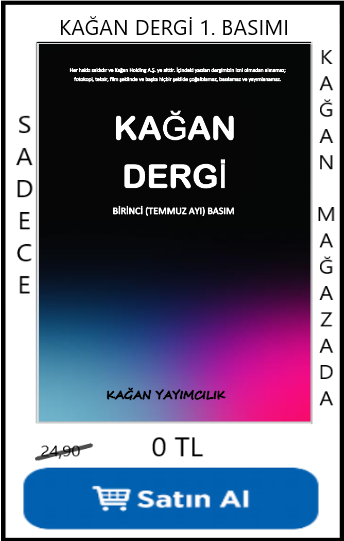 KAĞAN DERGİ 1. BASIMI
Her hakkı saklıdır ve Kağan Holding A.Ş. ye aittir. İçindeki yazılar dergimizin izni olmadan alınamaz;
fotokopi, teksir, film şeklinde ve başka hiçbir şekilde çoğaltılamaz, basılamaz ve yayımlanamaz.
KAĞAN
DERGİ
BİRİNCİ (TEMMUZ AYI) BASIM
KAĞAN YAYIMCILIK
SADECE
KAĞAN MAĞAZADA
24,90
0 TL
Satın Al